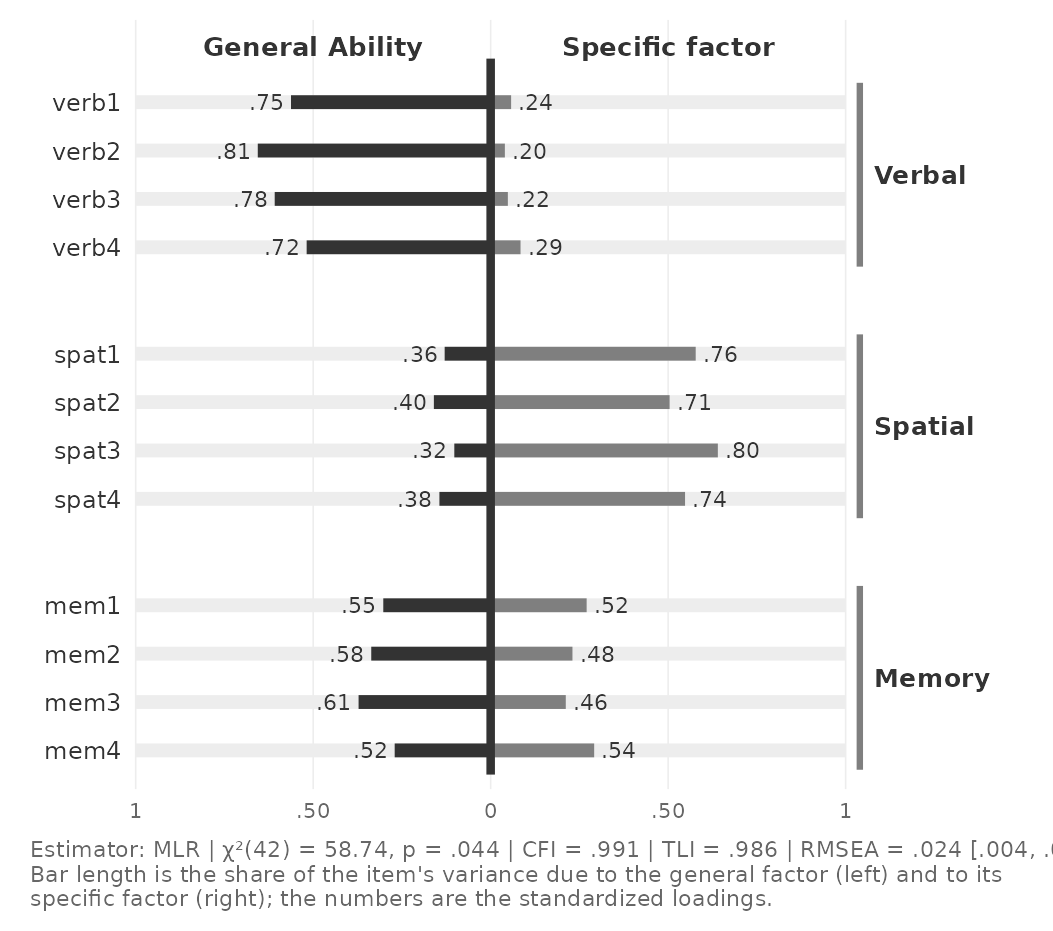 General Ability Specific factor
verb1 .75 .24
verb2 .81 .20
verb3 .78 .22
verb4 .72 .29
Verbal
spat1 .36 .76
spat2 .40 .71
spat3 .32 .80
spat4 .38 .74
Spatial
mem1 .55 .52
mem2 .58 .48
mem3 .61 .46
mem4 .52 .54
Memory
1 .50 0 .50 1
Estimator: MLR | χ²(42) = 58.74, p = .044 | CFI = .991 | TLI = .986 | RMSEA = .024 [.004,
Bar length is the share of the item's variance due to the general factor (left) and to its
specific factor (right); the numbers are the standardized loadings.